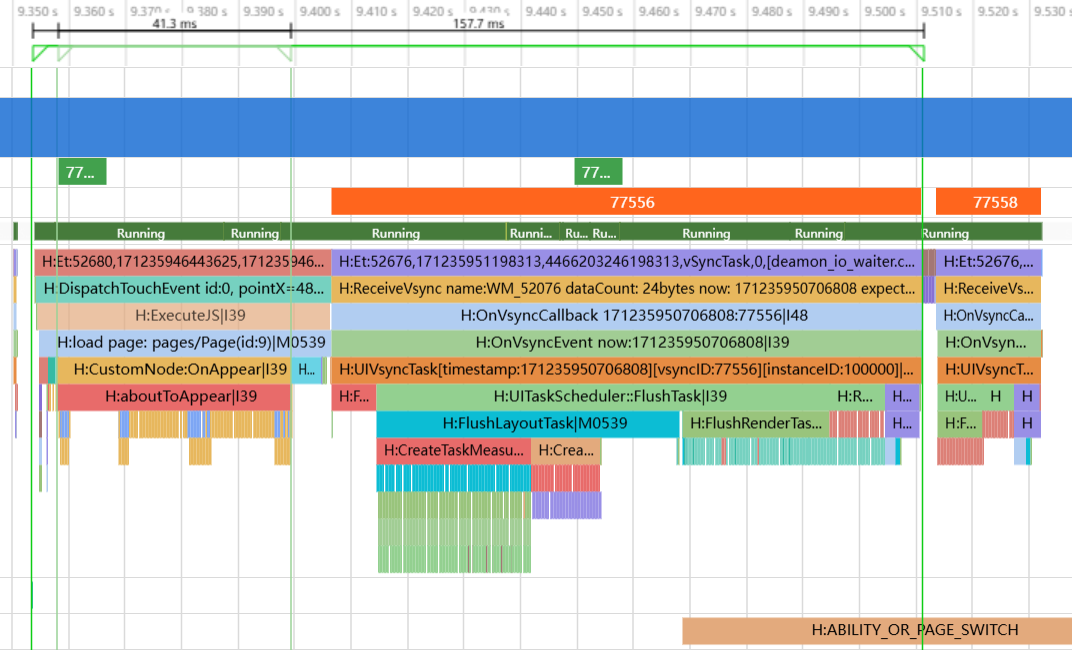 9.350 s 9.360 s 9.370 s 9.380 s 9.390 s 9.400 s 9.410 s 9.420 s 9.430 s 9.440 s 9.450 s 9.460 s 9.470 s 9.480 s 9.490 s 9.500 s 9.510 s 9.520 s 9.530
41.3 ms 157.7 ms
77... 77...
77556 77558
Running Running Running Runni... Ru... Ru... Running Running Running
H:Et:52680,171235946443625,171235946... H:Et:52676,171235951198313,4466203246198313,vSyncTask,0,[deamon_io_waiter.c... H:Et:52676,...
H:DispatchTouchEvent id:0, pointX=48... H:ReceiveVsync name:WM_52076 dataCount: 24bytes now: 171235950706808 expect... H:ReceiveVs...
H:ExecuteJS|I39 H:OnVsyncCallback 171235950706808:77556|I48 H:OnVsyncCa...
H:load page: pages/Page(id:9)|M0539 H:OnVsyncEvent now:171235950706808|I39 H:OnVsyn...
H:CustomNode:OnAppear|I39 H... H:UIVsyncTask[timestamp:171235950706808][vsyncID:77556][instanceID:100000]|... H:UIVsyncT...
H:aboutToAppear|I39 H:F... H:UITaskScheduler::FlushTask|I39 H:R... H... H:U... H H
H:FlushLayoutTask|M0539 H:FlushRenderTas... H... H:F... H
H:CreateTaskMeasu... H:Crea...
H:ABILITY_OR_PAGE_SWITCH